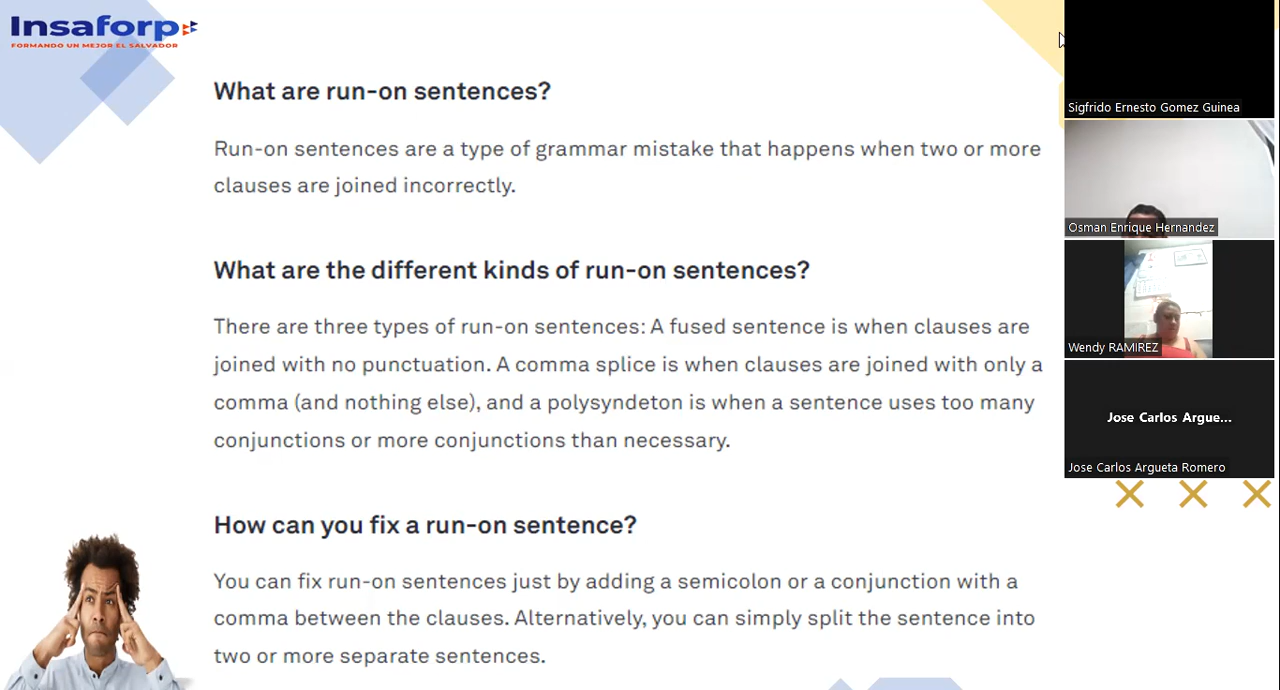 Insaforp
FORMANDO UN MEJOR EL SALVADOR
What are run-on sentences?
Run-on sentences are a type of grammar mistake that happens when two or more
clauses are joined incorrectly.
What are the different kinds of run-on sentences?
There are three types of run-on sentences: A fused sentence is when clauses are
joined with no punctuation. A comma splice is when clauses are joined with only a
comma (and nothing else), and a polysyndeton is when a sentence uses too many
conjunctions or more conjunctions than necessary.
How can you fix a run-on sentence?
You can fix run-on sentences just by adding a semicolon or a conjunction with a
comma between the clauses. Alternatively, you can simply split the sentence into
two or more separate sentences.
Sigfrido Ernesto Gomez Guinea
Osman Enrique Hernandez
Wendy RAMIREZ
Jose Carlos Argue...
Jose Carlos Argueta Romero